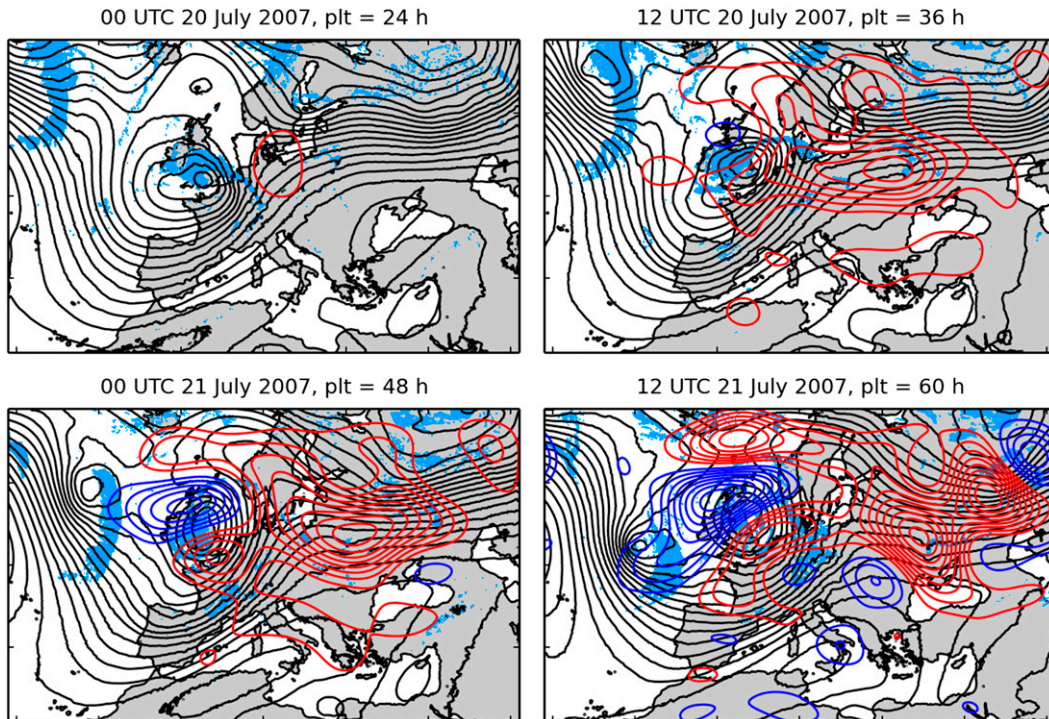 00 UTC 20 July 2007, plt = 24 h
12 UTC 20 July 2007, plt = 36 h
00 UTC 21 July 2007, plt = 48 h
12 UTC 21 July 2007, plt = 60 h